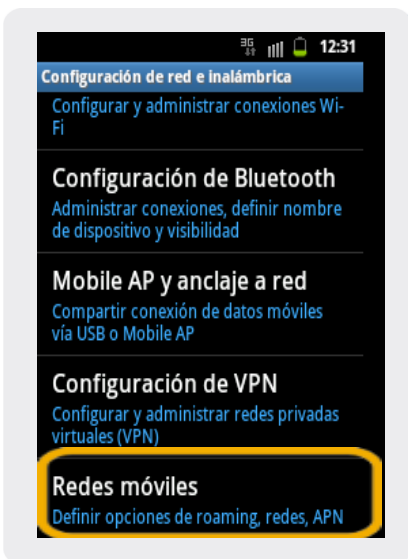 3G 12:31
Configuración de red e inalámbrica
Configurar y administrar conexiones Wi-
Fi
Configuración de Bluetooth
Administrar conexiones, definir nombre
de dispositivo y visibilidad
Mobile AP y anclaje a red
Compartir conexión de datos móviles
vía USB o Mobile AP
Configuración de VPN
Configurar y administrar redes privadas
virtuales (VPN)
Redes móviles
Definir opciones de roaming, redes, APN